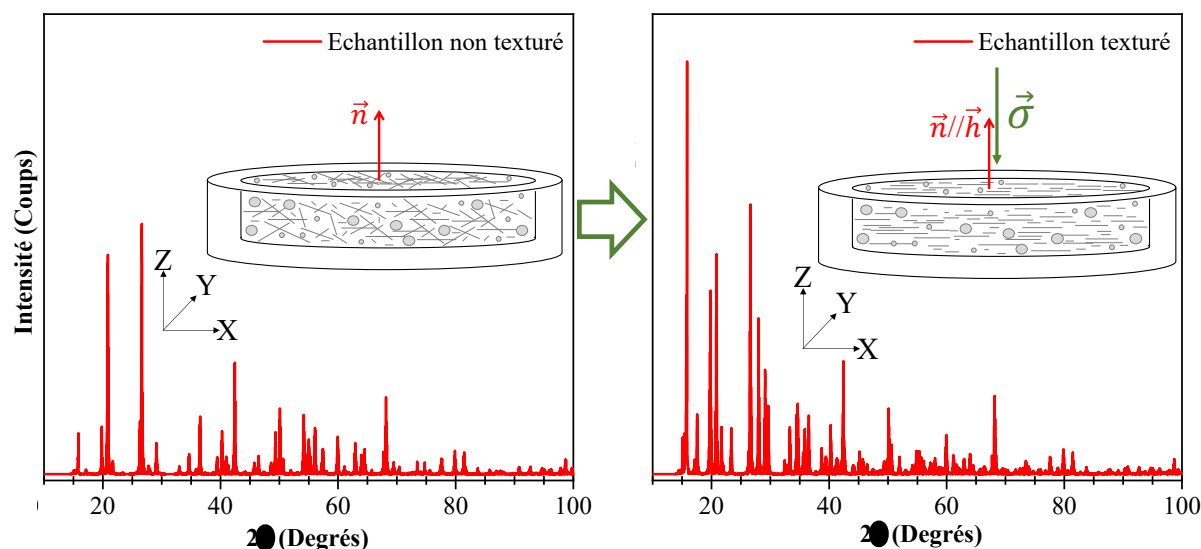 Echantillon non texturé
n⃗
Z
Y
X
Intensité (Coups)
20 40 60 80 100
(Degrés)
Echantillon texturé
n⃗//h⃗
σ⃗
Z
Y
X
20 40 60 80 100
(Degrés)